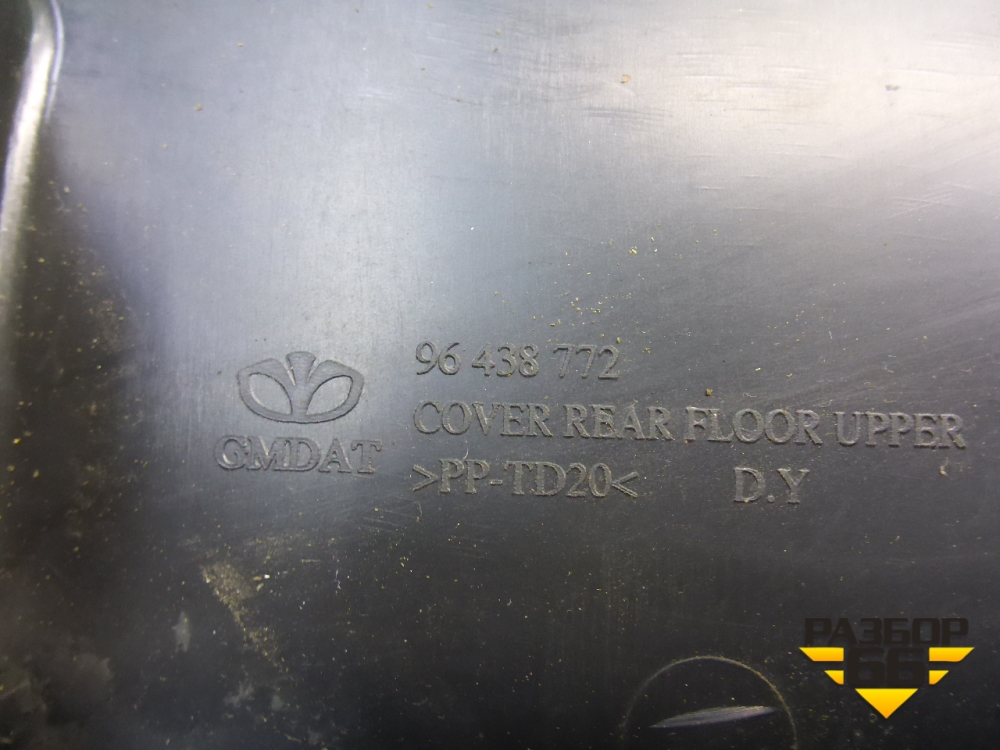 96 438 772
COVER REAR FLOOR UPPER
GMDAT
>PP-TD20< D.Y
РАЗБОР
66